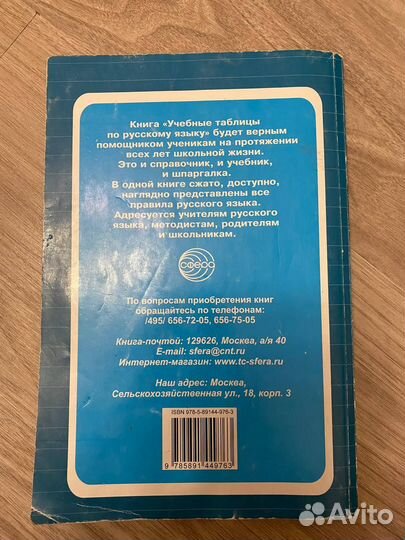 Книга «Учебные таблицы
по русскому языку» будет верным
помощником ученикам на протяжении
всех лет школьной жизни.
Это и справочник, и учебник,
и шпаргалка.
В одной книге сжато, доступно,
наглядно представлены все
правила русского языка.
Адресуется учителям русского
языка, методистам, родителям
и школьникам.
сфера
По вопросам приобретения книг
обращайтесь по телефонам:
/495/ 656-72-05, 656-75-05
Книга-почтой: 129626, Москва, а/я 40
E-mail: sfera@cnt.ru
Интернет-магазин: www.tc-sfera.ru
Наш адрес: Москва,
Сельскохозяйственная ул., 18, корп. 3
ISBN 978-5-89144-976-3
9 785891 449763
Avito